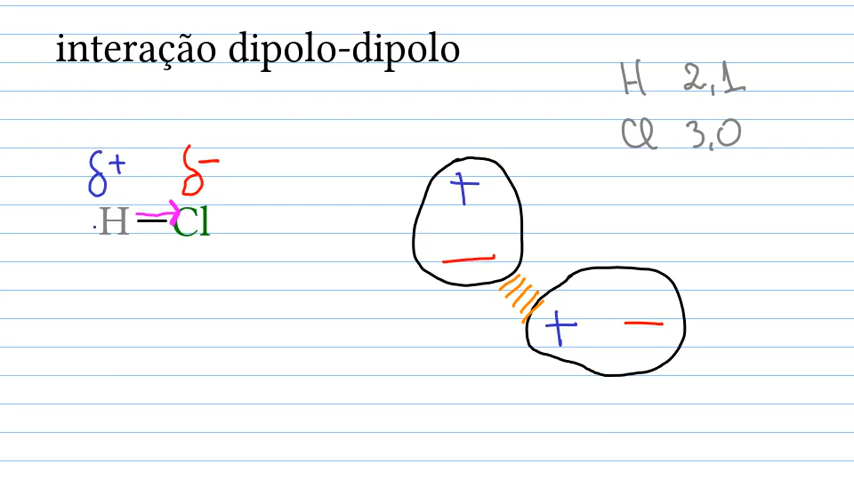 interação dipolo-dipolo
H 2,1
Cl 3,0
δ+ δ-
H Cl
+
-
+ -